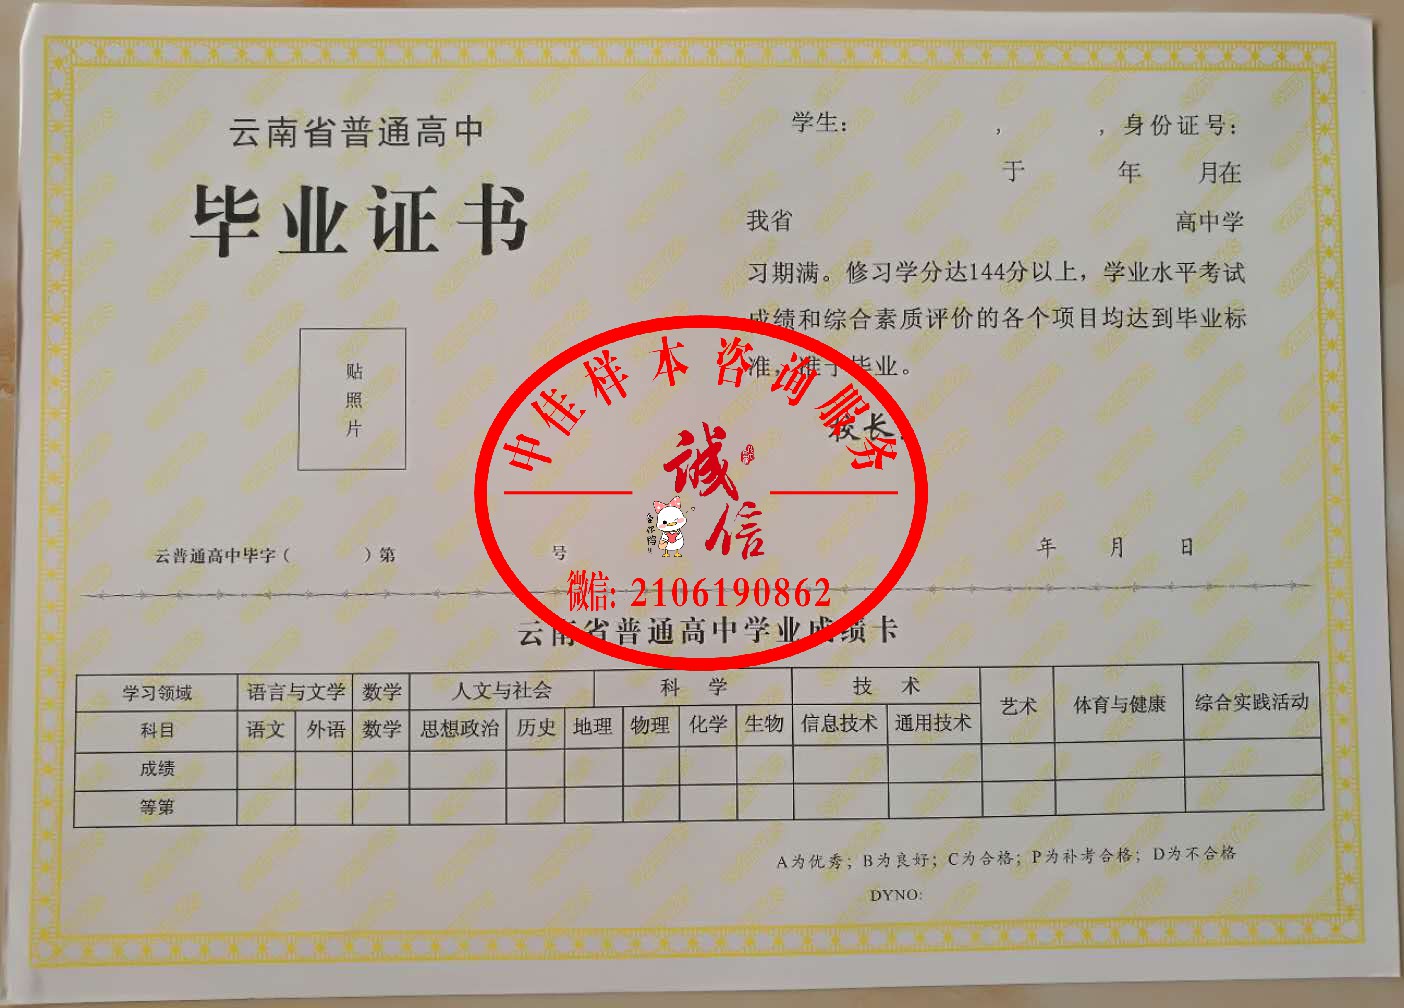 云南省普通高中
毕业证书
贴
照
片
云普通高中毕字（ ）第 号
学生： ， ，身份证号：
于 年 月在
我省 高中学
习期满。修习学分达144分以上，学业水平考试
成绩和综合素质评价的各个项目均达到毕业标
准，准予毕业。
校长：
年 月 日
中佳样本咨询服务
诚
信
微信: 2106190862
云南省普通高中学业成绩卡
学习领域 语言与文学 数学 人文与社会 科 学 技 术 艺术 体育与健康 综合实践活动
科目 语文 外语 数学 思想政治 历史 地理 物理 化学 生物 信息技术 通用技术
成绩
等第
A为优秀；B为良好；C为合格；P为补考合格；D为不合格
DYNO: